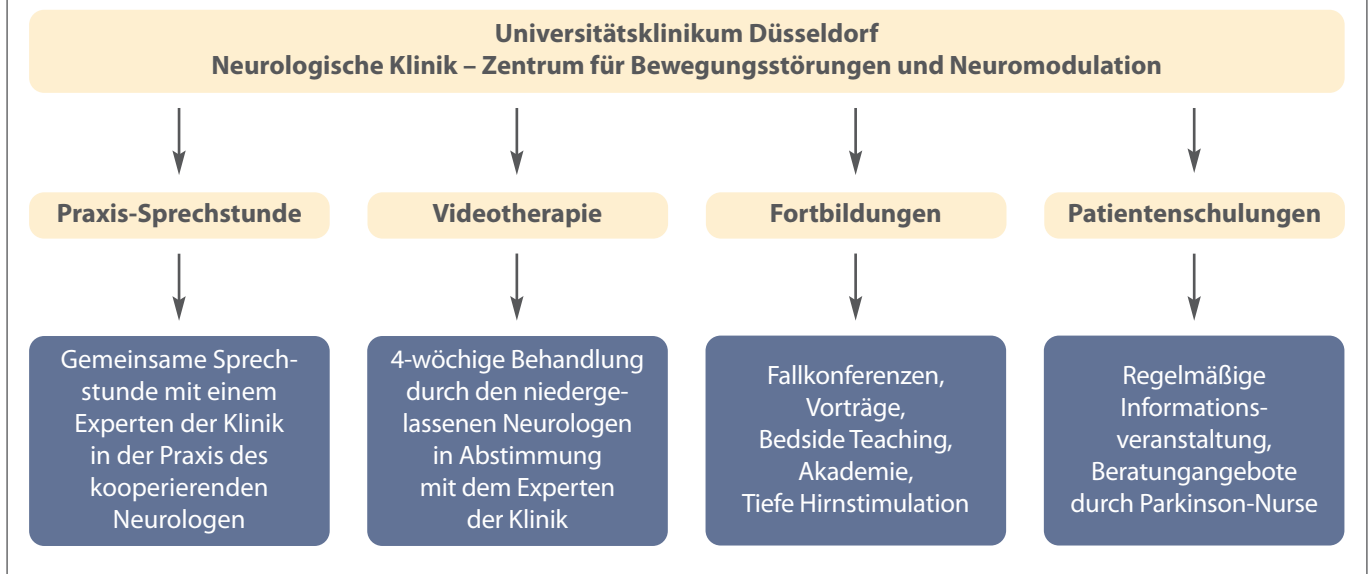 Universitätsklinikum Düsseldorf
Neurologische Klinik – Zentrum für Bewegungsstörungen und Neuromodulation
Praxis-Sprechstunde
Videotherapie
Fortbildungen
Patientenschulungen
Gemeinsame Sprech-
stunde mit einem
Experten der Klinik
in der Praxis des
kooperierenden
Neurologen
4-wöchige Behandlung
durch den niederge-
lassenen Neurologen
in Abstimmung
mit dem Experten
der Klinik
Fallkonferenzen,
Vorträge,
Bedside Teaching,
Akademie,
Tiefe Hirnstimulation
Regelmäßige
Informations-
veranstaltung,
Beratungangebote
durch Parkinson-Nurse